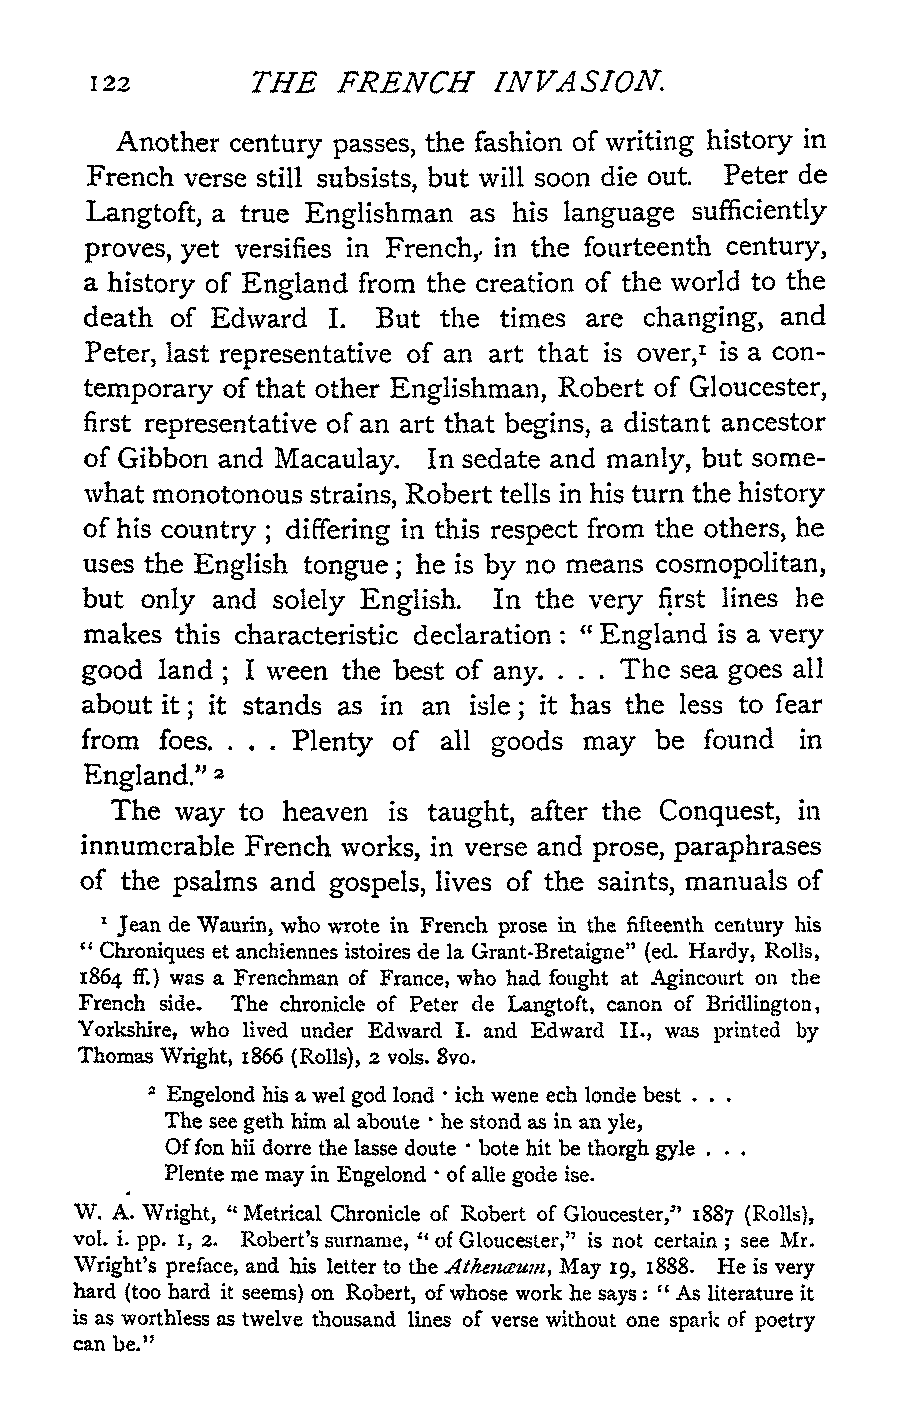 122 THE FRENCH INVASION.
Another century passes, the fashion of writing history in
French verse still subsists, but will soon die out. Peter de
Langtoft, a true Englishman as his language sufficiently
proves, yet versifies in French, in the fourteenth century,
a history of England from the creation of the world to the
death of Edward I. But the times are changing, and
Peter, last representative of an art that is over,¹ is a con-
temporary of that other Englishman, Robert of Gloucester,
first representative of an art that begins, a distant ancestor
of Gibbon and Macaulay. In sedate and manly, but some-
what monotonous strains, Robert tells in his turn the history
of his country ; differing in this respect from the others, he
uses the English tongue ; he is by no means cosmopolitan,
but only and solely English. In the very first lines he
makes this characteristic declaration : “ England is a very
good land ; I ween the best of any. . . . The sea goes all
about it ; it stands as in an isle ; it has the less to fear
from foes. . . . Plenty of all goods may be found in
England.” ²
The way to heaven is taught, after the Conquest, in
innumerable French works, in verse and prose, paraphrases
of the psalms and gospels, lives of the saints, manuals of
¹ Jean de Waurin, who wrote in French prose in the fifteenth century his
“ Chroniques et anchiennes istoires de la Grant-Bretaigne” (ed. Hardy, Rolls,
1864 ff.) was a Frenchman of France, who had fought at Agincourt on the
French side. The chronicle of Peter de Langtoft, canon of Bridlington,
Yorkshire, who lived under Edward I. and Edward II., was printed by
Thomas Wright, 1866 (Rolls), 2 vols. 8vo.
² Engelond his a wel god lond · ich wene ech londe best . . .
The see geth him al aboute · he stond as in an yle,
Of fon hii dorre the lasse doute · bote hit be thorgh gyle . . .
Plente me may in Engelond · of alle gode ise.
W. A. Wright, “ Metrical Chronicle of Robert of Gloucester,” 1887 (Rolls),
vol. i. pp. 1, 2. Robert’s surname, “ of Gloucester,” is not certain ; see Mr.
Wright’s preface, and his letter to the Athenæum, May 19, 1888. He is very
hard (too hard it seems) on Robert, of whose work he says : “ As literature it
is as worthless as twelve thousand lines of verse without one spark of poetry
can be.”